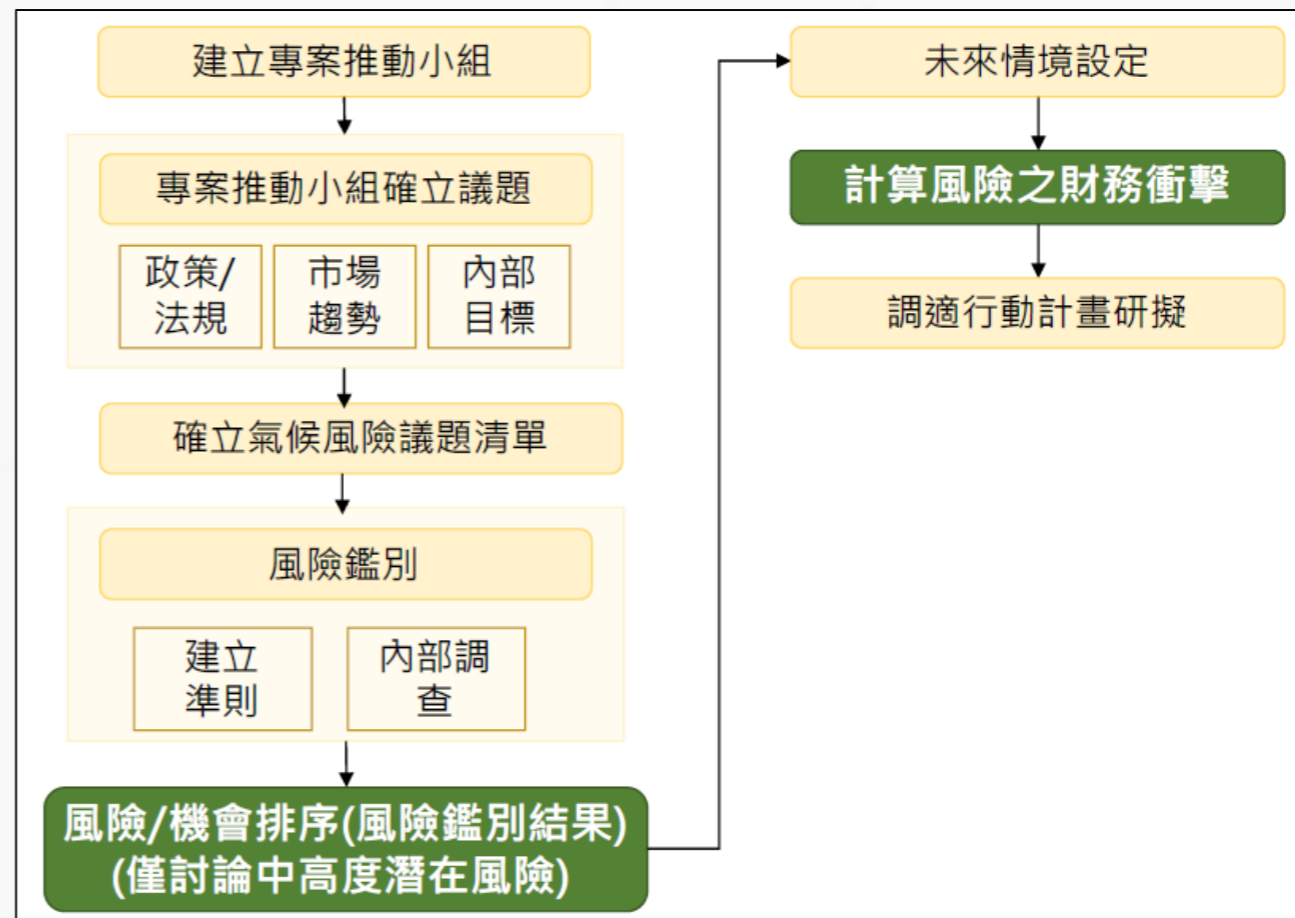 建立專案推動小組
專案推動小組確立議題
政策/
法規
市場
趨勢
內部
目標
確立氣候風險議題清單
風險鑑別
建立
準則
內部調
查
風險/機會排序(風險鑑別結果)
(僅討論中高度潛在風險)
未來情境設定
計算風險之財務衝擊
調適行動計畫研擬